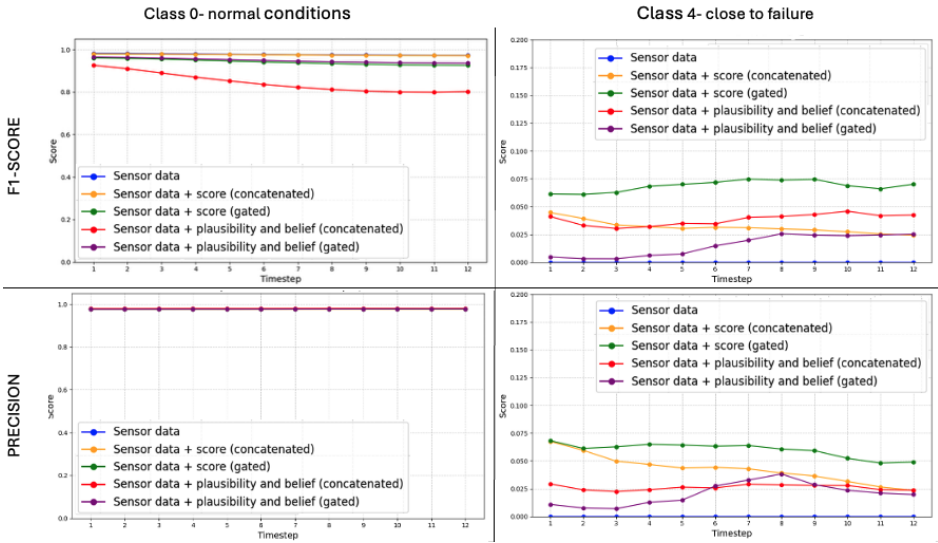 Class 0- normal conditions
Class 4- close to failure
F1-SCORE
Score
1.0
0.8
0.6
0.4
0.2
0.0
Sensor data
Sensor data + score (concatenated)
Sensor data + score (gated)
Sensor data + plausibility and belief (concatenated)
Sensor data + plausibility and belief (gated)
1 2 3 4 5 6 7 8 9 10 11 12
Timestep
Score
0.200
0.175
0.150
0.125
0.100
0.075
0.050
0.025
0.000
Sensor data
Sensor data + score (concatenated)
Sensor data + score (gated)
Sensor data + plausibility and belief (concatenated)
Sensor data + plausibility and belief (gated)
1 2 3 4 5 6 7 8 9 10 11 12
Timestep
PRECISION
Score
1.0
0.8
0.6
0.4
0.2
0.0
Sensor data
Sensor data + score (concatenated)
Sensor data + score (gated)
Sensor data + plausibility and belief (concatenated)
Sensor data + plausibility and belief (gated)
1 2 3 4 5 6 7 8 9 10 11 12
Timestep
Score
0.200
0.175
0.150
0.125
0.100
0.075
0.050
0.025
0.000
Sensor data
Sensor data + score (concatenated)
Sensor data + score (gated)
Sensor data + plausibility and belief (concatenated)
Sensor data + plausibility and belief (gated)
1 2 3 4 5 6 7 8 9 10 11 12
Timestep